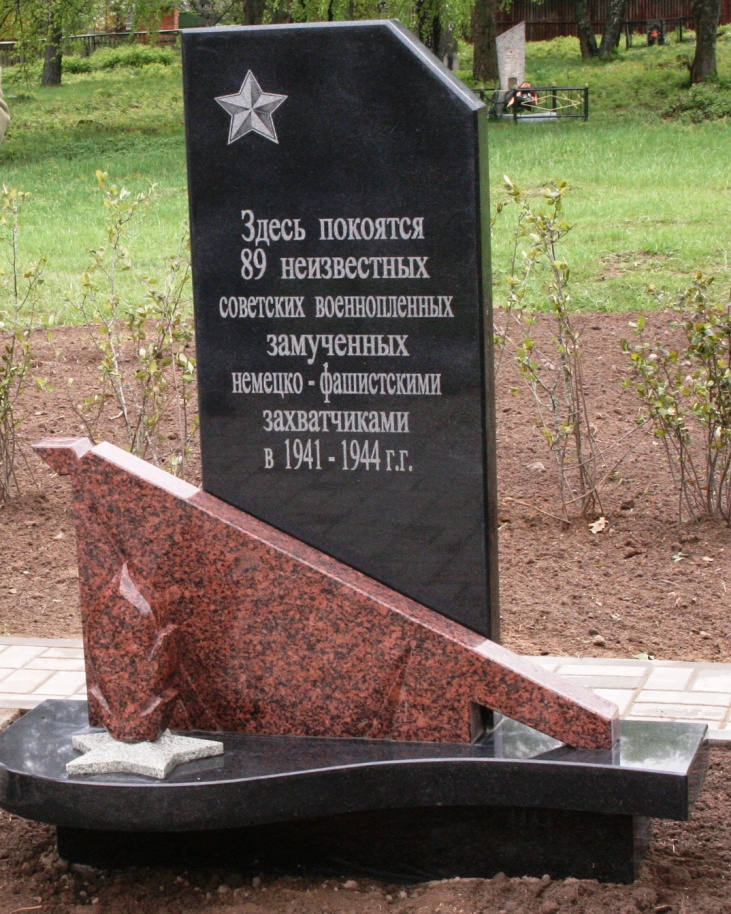 Здесь покоятся
89 неизвестных
советских военнопленных
замученных
немецко - фашистскими
захватчиками
в 1941 - 1944 г.г.